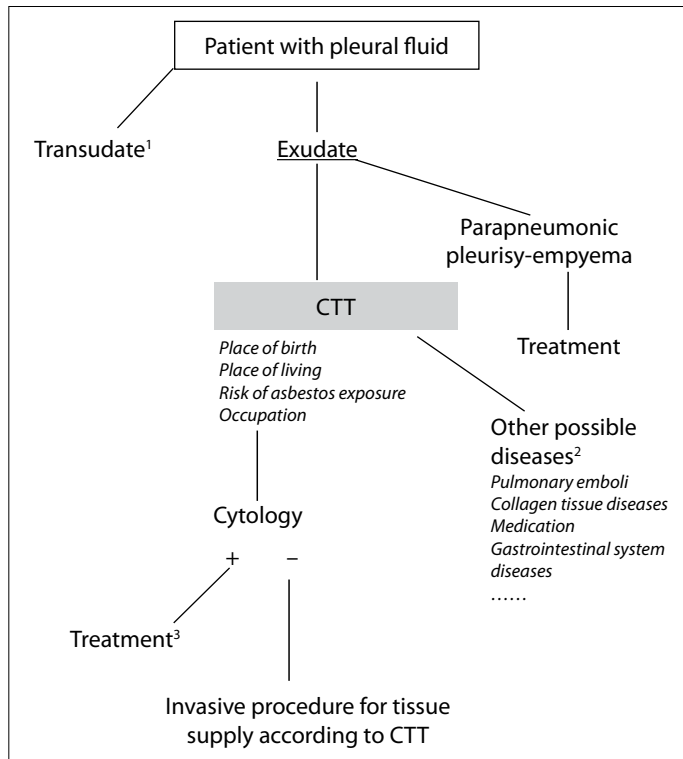 Patient with pleural fluid
Transudate¹
Exudate
Parapneumonic
pleurisy-empyema
CTT
Treatment
Place of birth
Place of living
Risk of asbestos exposure
Occupation
Other possible
diseases²
Pulmonary emboli
Collagen tissue diseases
Medication
Gastrointestinal system
diseases
......
Cytology
+ –
Treatment³
Invasive procedure for tissue
supply according to CTT